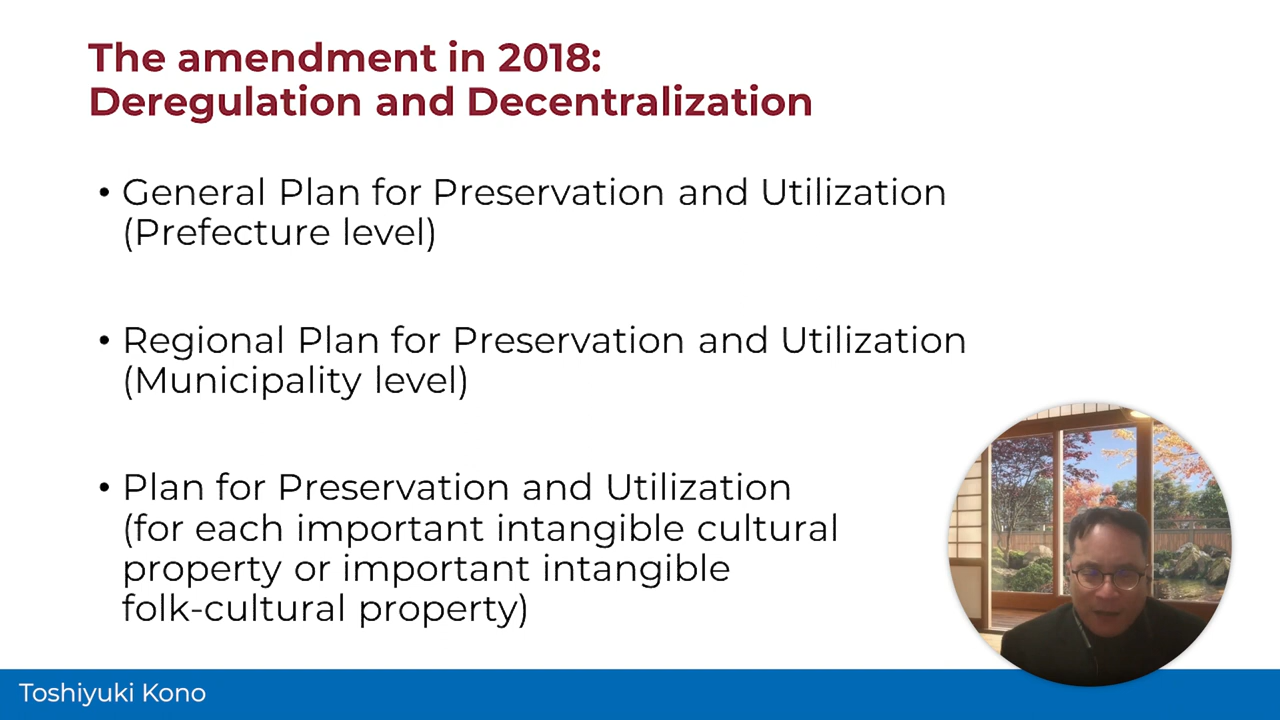 The amendment in 2018:
Deregulation and Decentralization
• General Plan for Preservation and Utilization
(Prefecture level)
• Regional Plan for Preservation and Utilization
(Municipality level)
• Plan for Preservation and Utilization
(for each important intangible cultural
property or important intangible
folk-cultural property)
Toshiyuki Kono